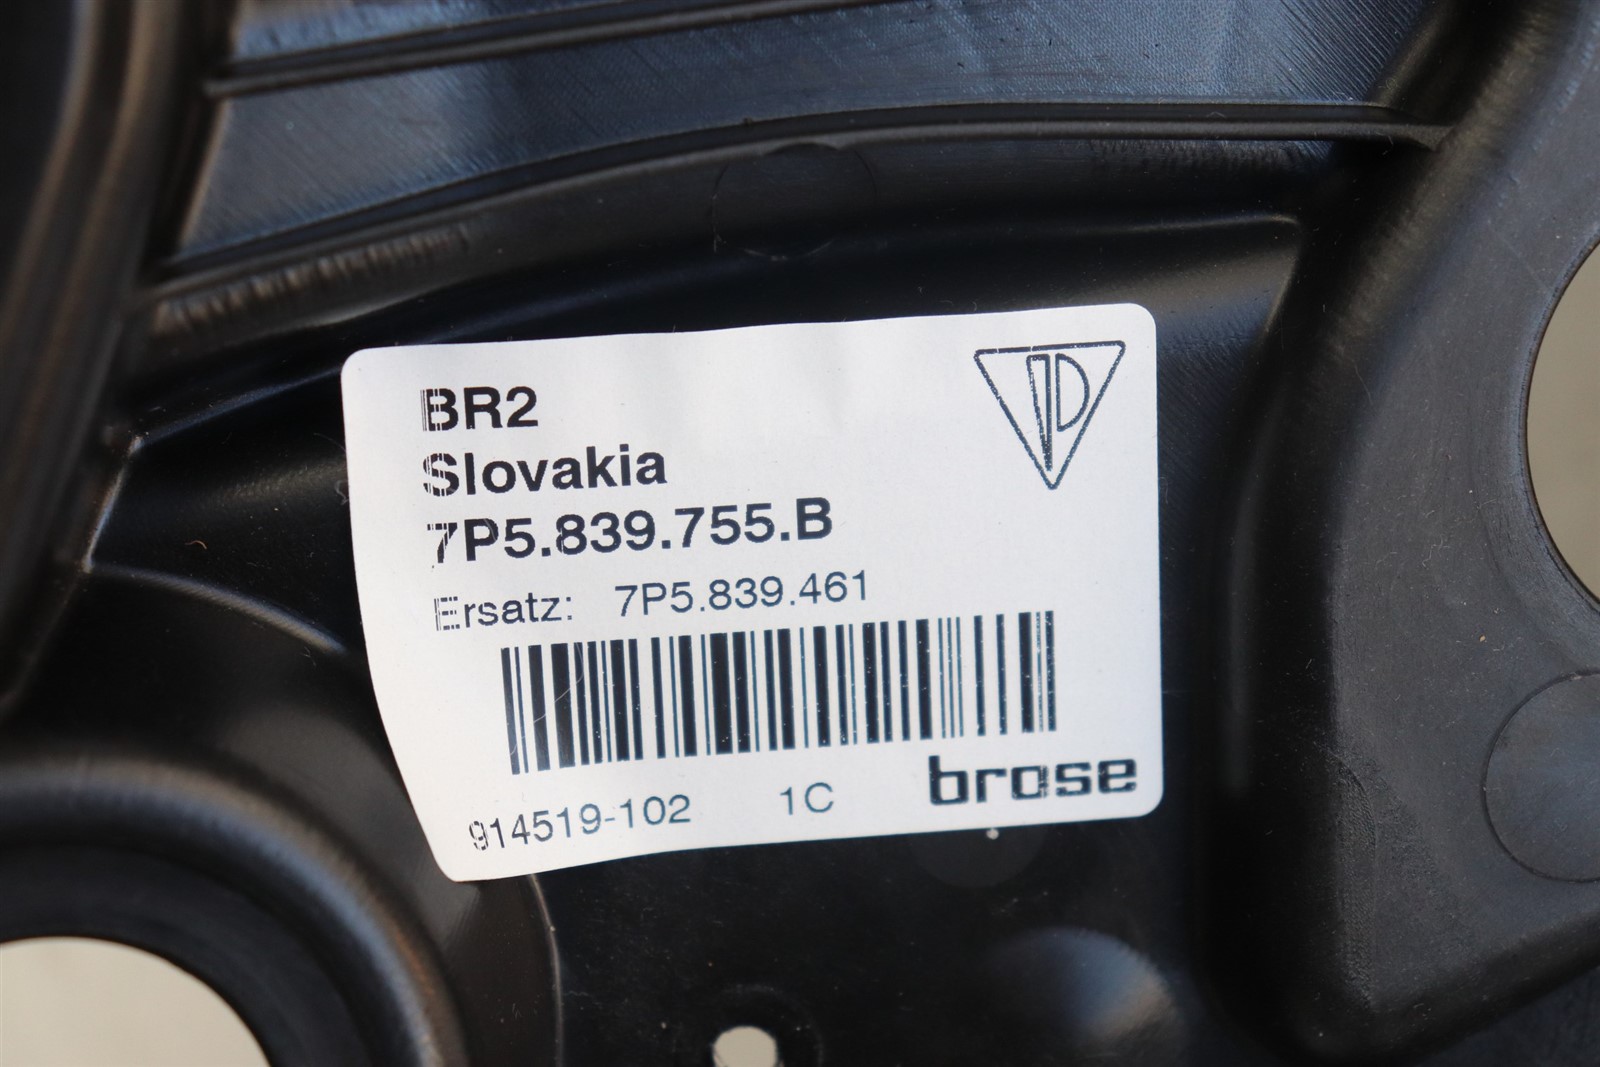 BR2
Slovakia
7P5.839.755.B
Ersatz: 7P5.839.461
914519-102 1C brose